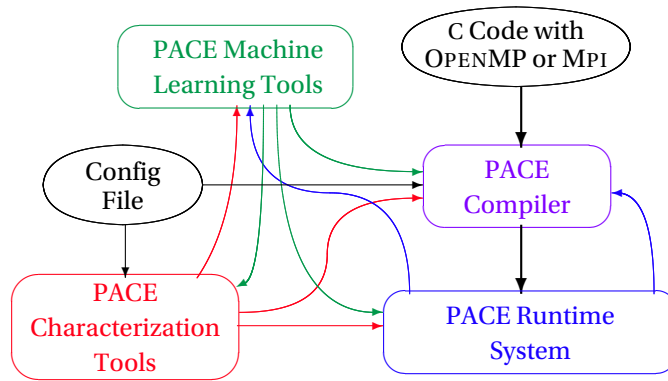 C Code with
OPENMP or MPI
PACE Machine
Learning Tools
PACE
Compiler
Config
File
PACE
Characterization
Tools
PACE Runtime
System